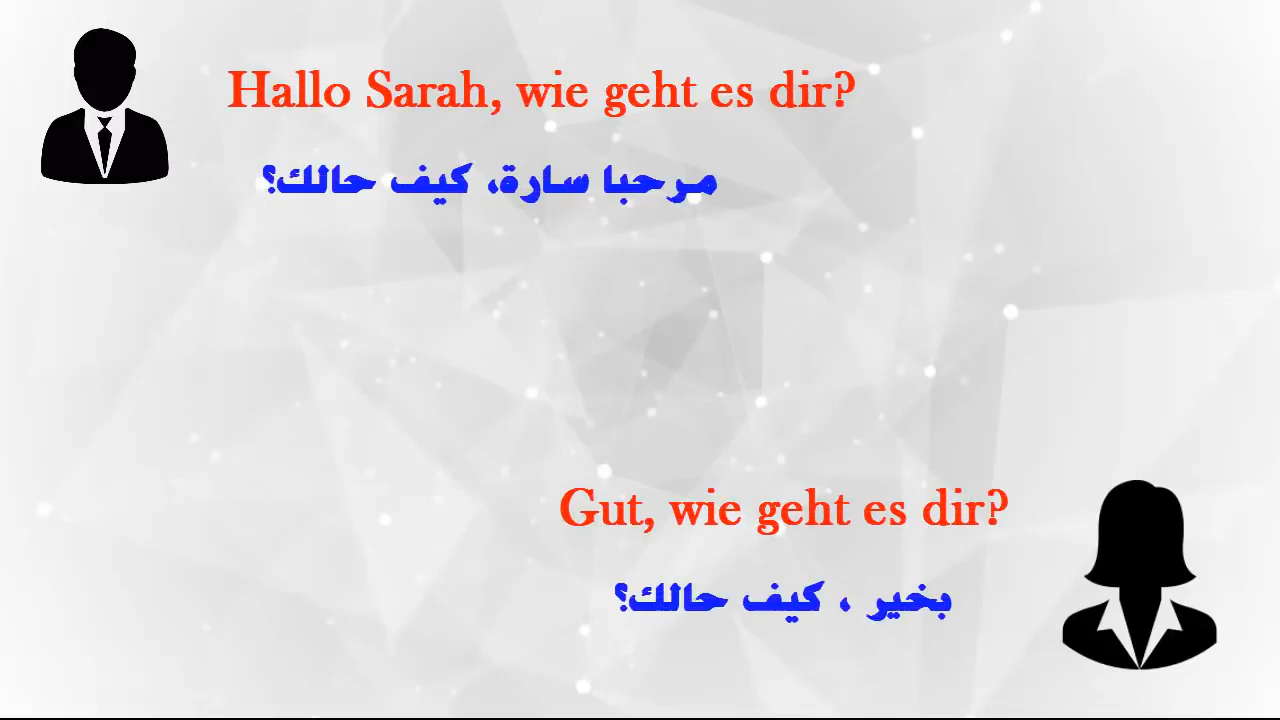 Hallo Sarah, wie geht es dir?
مرحبا سارة، كيف حالك؟
Gut, wie geht es dir?
بخير ، كيف حالك؟